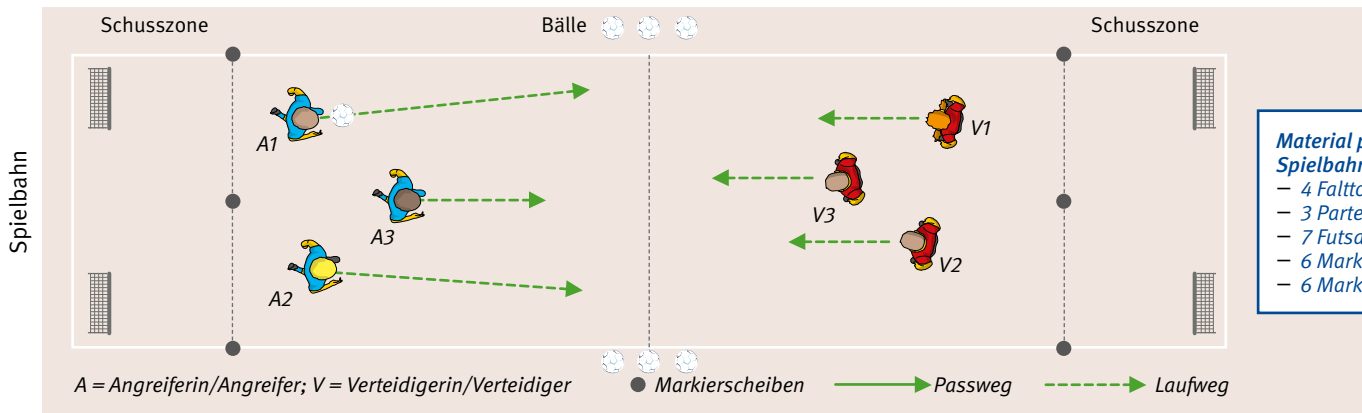 Schusszone Bälle Schusszone
Spielbahn
A1
A3
A2
V1
V3
V2
Material p
Spielbahn
– 4 Faltto
– 3 Parte
– 7 Futsa
– 6 Mark
– 6 Mark
A = Angreiferin/Angreifer; V = Verteidigerin/Verteidiger Markierscheiben Passweg Laufweg